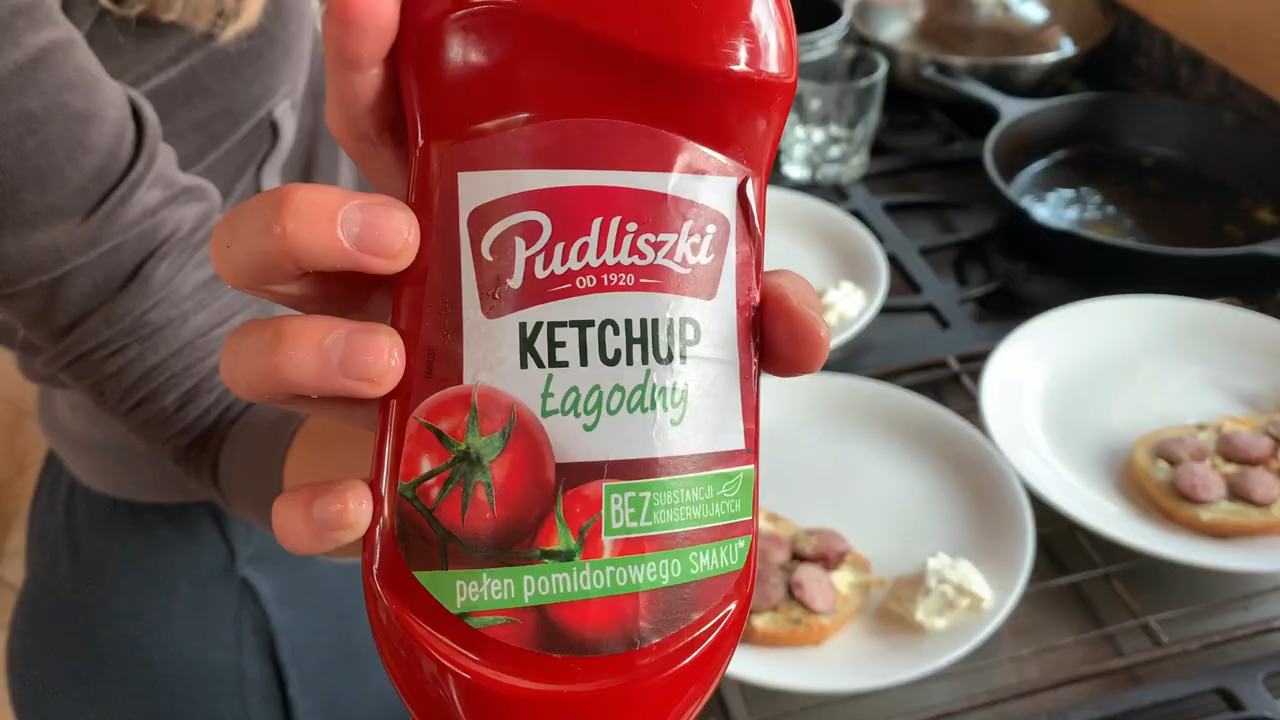 Pudliszki
OD 1920
KETCHUP
Łagodny
BEZ SUBSTANCJI
KONSERWUJĄCYCH
pełen pomidorowego SMAKU*